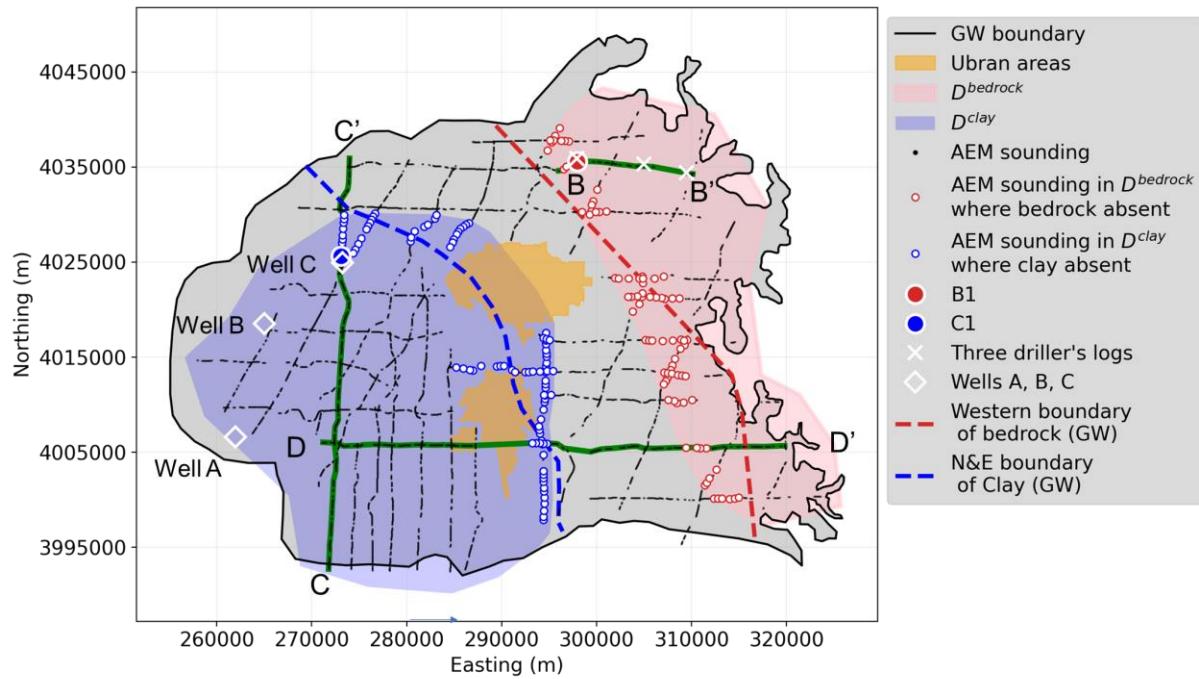 4045000
4035000
4025000
4015000
4005000
3995000
Northing (m)
260000 270000 280000 290000 300000 310000 320000
Easting (m)
C'
B
B'
Well C
Well B
Well A
D
D'
C
GW boundary
Ubran areas
D^bedrock
D^clay
AEM sounding
AEM sounding in D^bedrock
where bedrock absent
AEM sounding in D^clay
where clay absent
B1
C1
Three driller's logs
Wells A, B, C
Western boundary
of bedrock (GW)
N&E boundary
of Clay (GW)